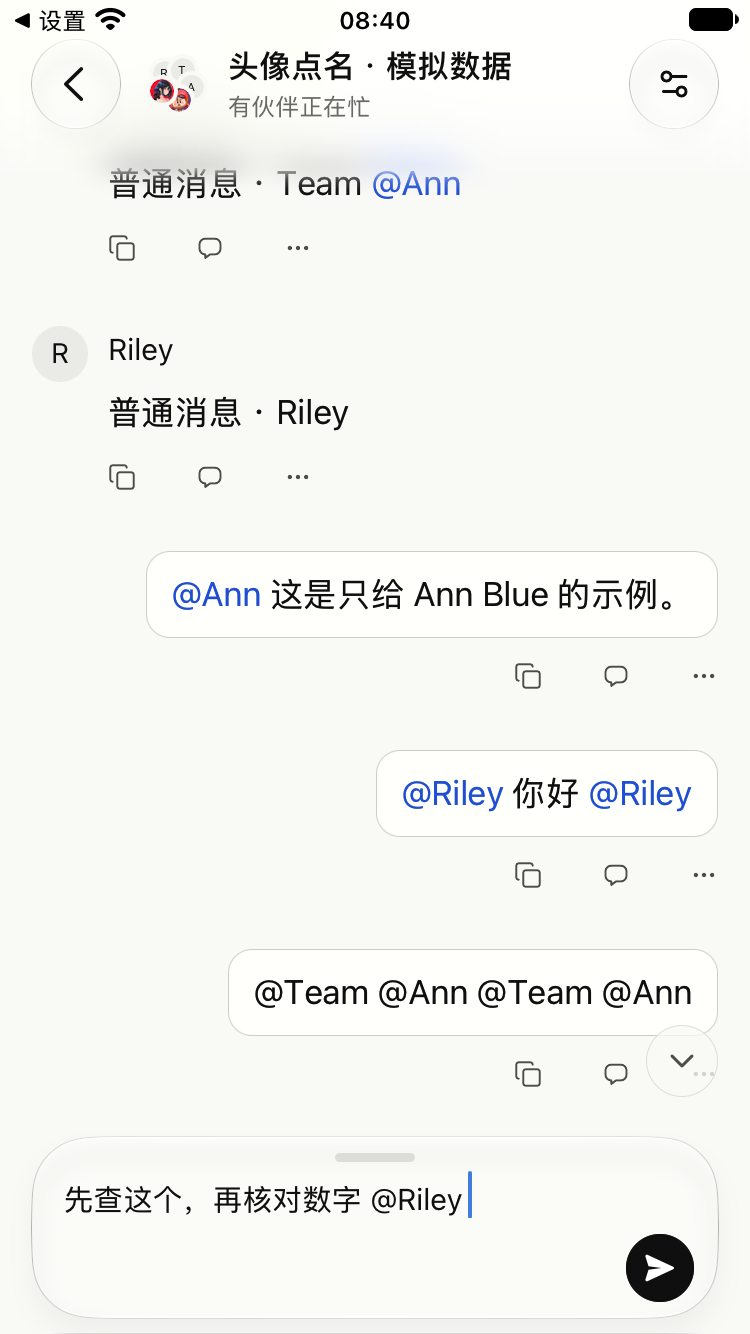 设置
08:40
R T A
头像点名 · 模拟数据
有伙伴正在忙
普通消息 · Team @Ann
R
Riley
普通消息 · Riley
@Ann 这是只给 Ann Blue 的示例。
@Riley 你好 @Riley
@Team @Ann @Team @Ann
先查这个，再核对数字 @Riley